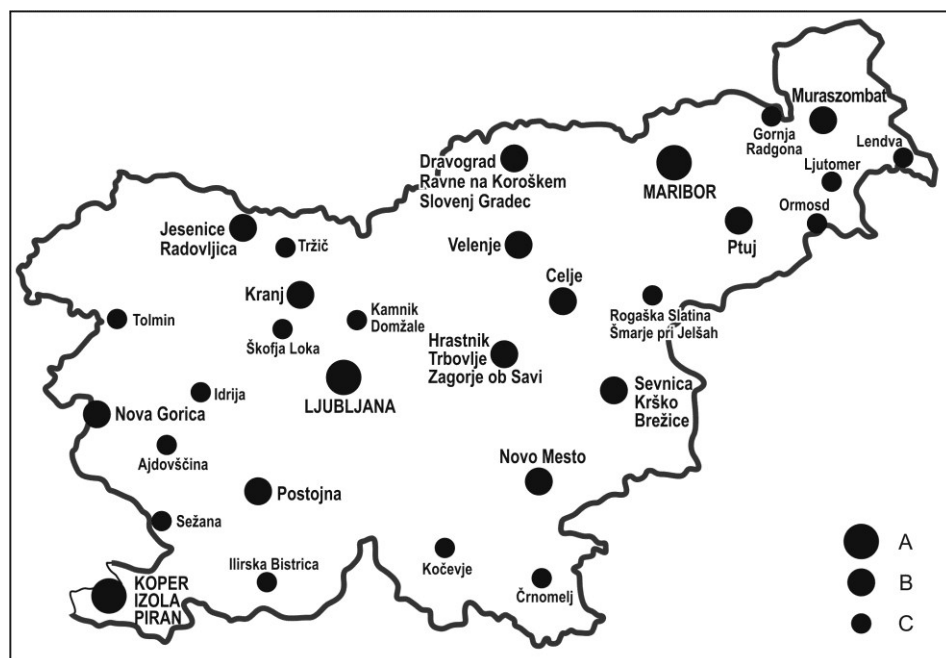 Muraszombat
Gornja
Radgona
Lendva
Ljutomer
Ormosd
Dravograd
Ravne na Koroškem
Slovenj Gradec
MARIBOR
Ptuj
Jesenice
Radovljica
Tržič
Velenje
Celje
Kranj
Kamnik
Domžale
Škofja Loka
Tolmin
Rogaška Slatina
Šmarje pri Jelšah
Hrastnik
Trbovlje
Zagorje ob Savi
LJUBLJANA
Idrija
Nova Gorica
Sevnica
Krško
Brežice
Ajdovščina
Novo Mesto
Postojna
Sežana
Ilirska Bistrica
Kočevje
Črnomelj
KOPER
IZOLA
PIRAN
A
B
C